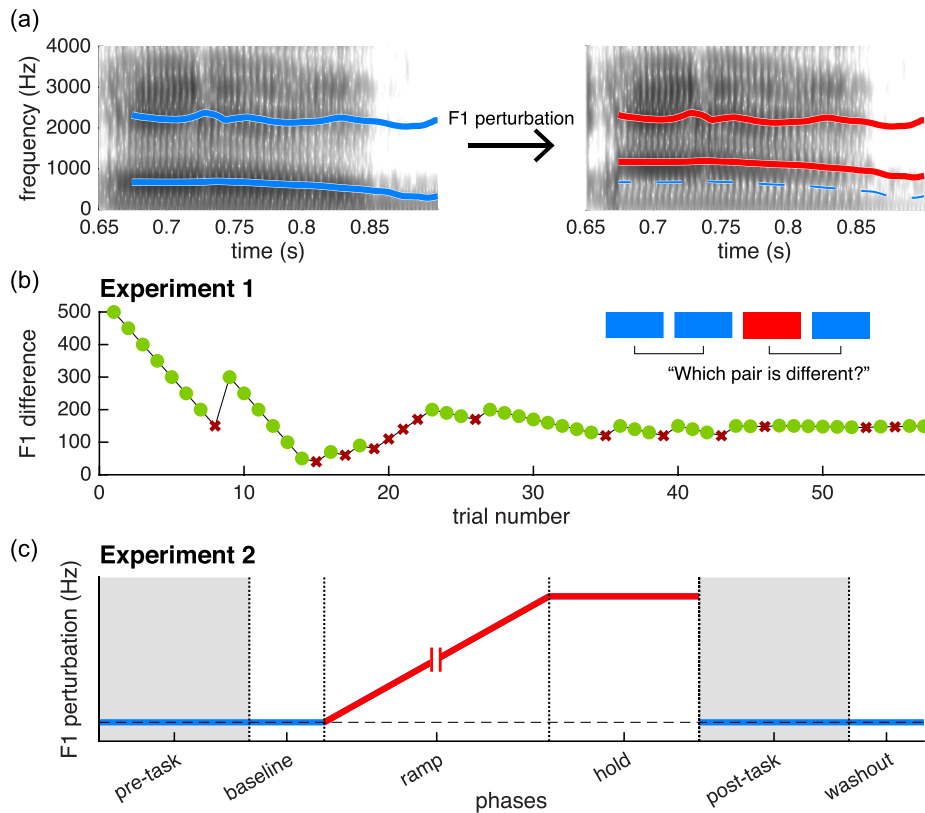 (a)
frequency (Hz)
4000
3000
2000
1000
0
0.65 0.7 0.75 0.8 0.85
time (s)
F1 perturbation
0.65 0.7 0.75 0.8 0.85
time (s)
(b)
Experiment 1
F1 difference
500
400
300
200
100
0
0 10 20 30 40 50
trial number
“Which pair is different?”
(c)
Experiment 2
F1 perturbation (Hz)
pre-task baseline ramp hold post-task washout
phases